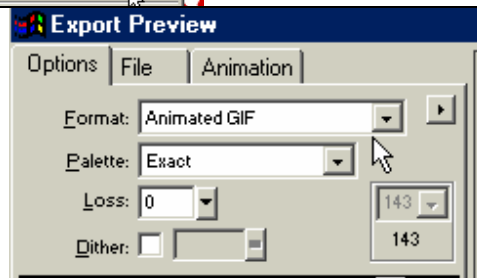 Export Preview
Options File Animation
Format: Animated GIF
Palette: Exact
Loss: 0 143
Dither: 143